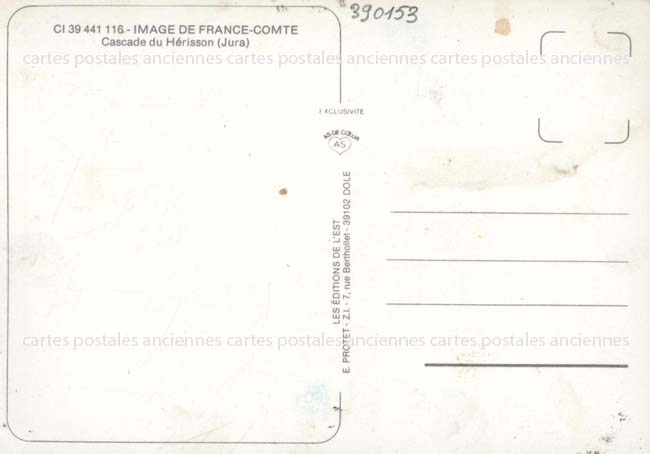 390153
CI 39 441 116 - IMAGE DE FRANCE-COMTE
Cascade du Hérisson (Jura)
cartes postales anciennes cartes postales anciennes cartes postales anciennes
EXCLUSIVITE
AS DE CŒUR
AS
LES ÉDITIONS DE L'EST
E. PROTET - Z.I. - 7, rue Berthollet - 39102 DOLE
cartes postales anciennes cartes postales anciennes cartes postales anciennes